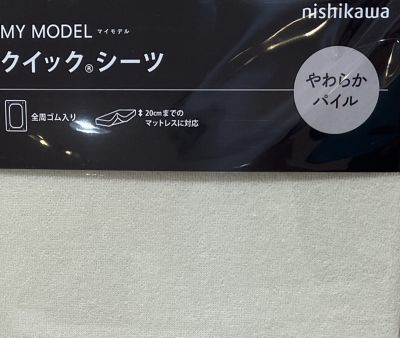 nishikawa
MY MODEL マイモデル
クイック®シーツ
やわらか
パイル
全周ゴム入り
20cmまでの
マットレスに対応